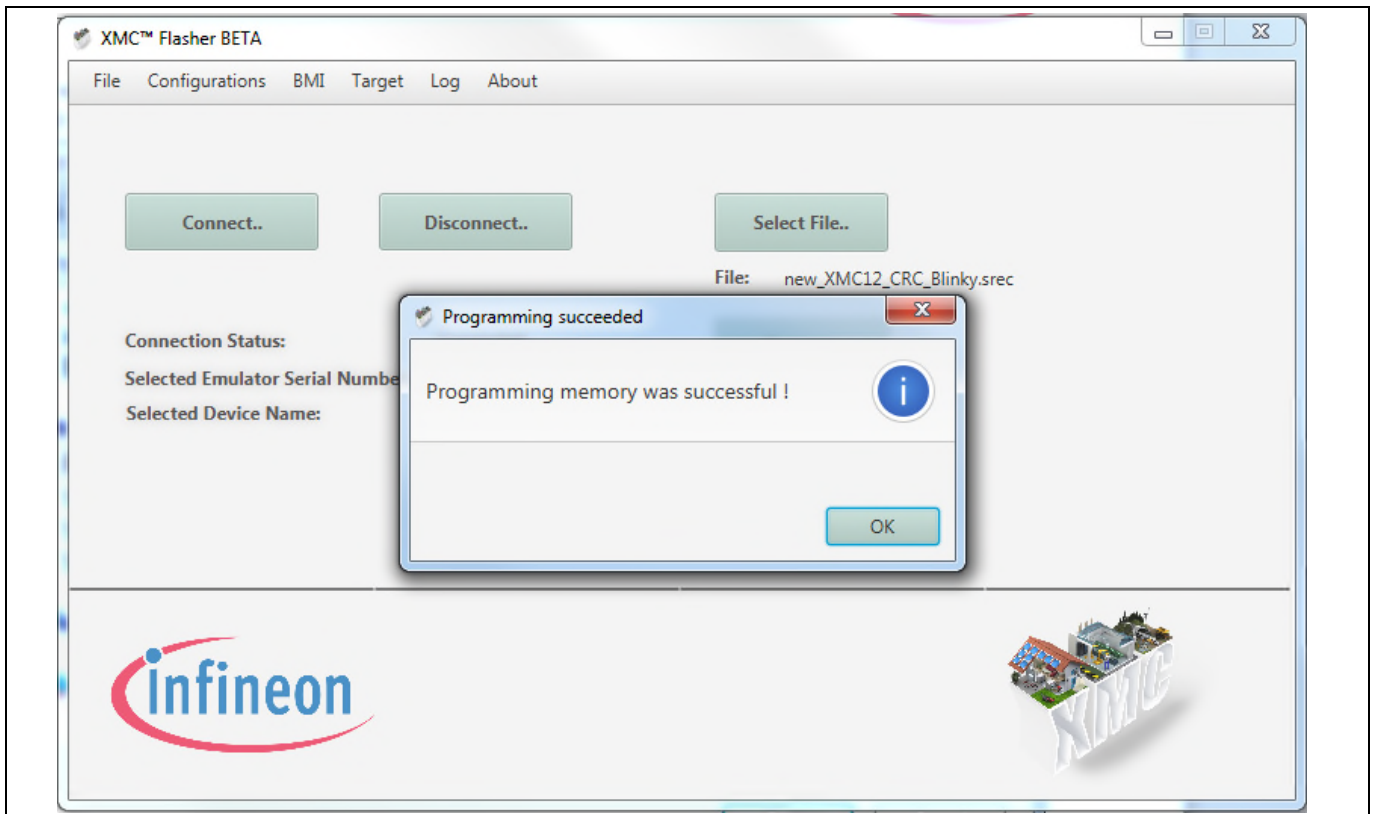 XMC™ Flasher BETA
File Configurations BMI Target Log About
Connect.. Disconnect.. Select File..
File: new_XMC12_CRC_Blinky.srec
Programming succeeded
Connection Status:
Selected Emulator Serial Numbe
Programming memory was successful !
i
Selected Device Name:
OK
infineon
XMC